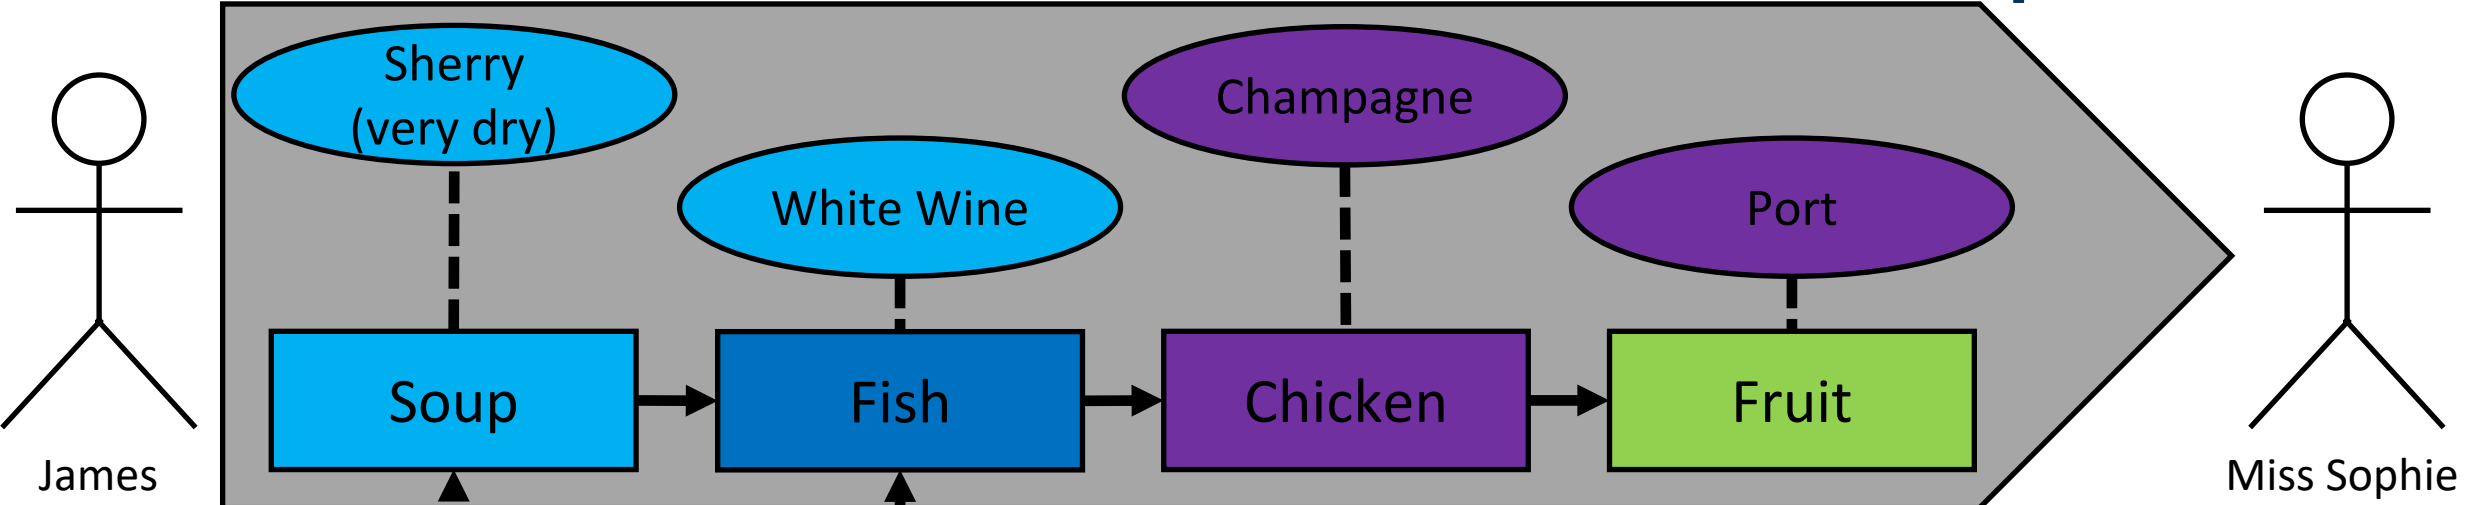 Sherry
(very dry)
Champagne
White Wine
Port
Soup
Fish
Chicken
Fruit
James
Miss Sophie